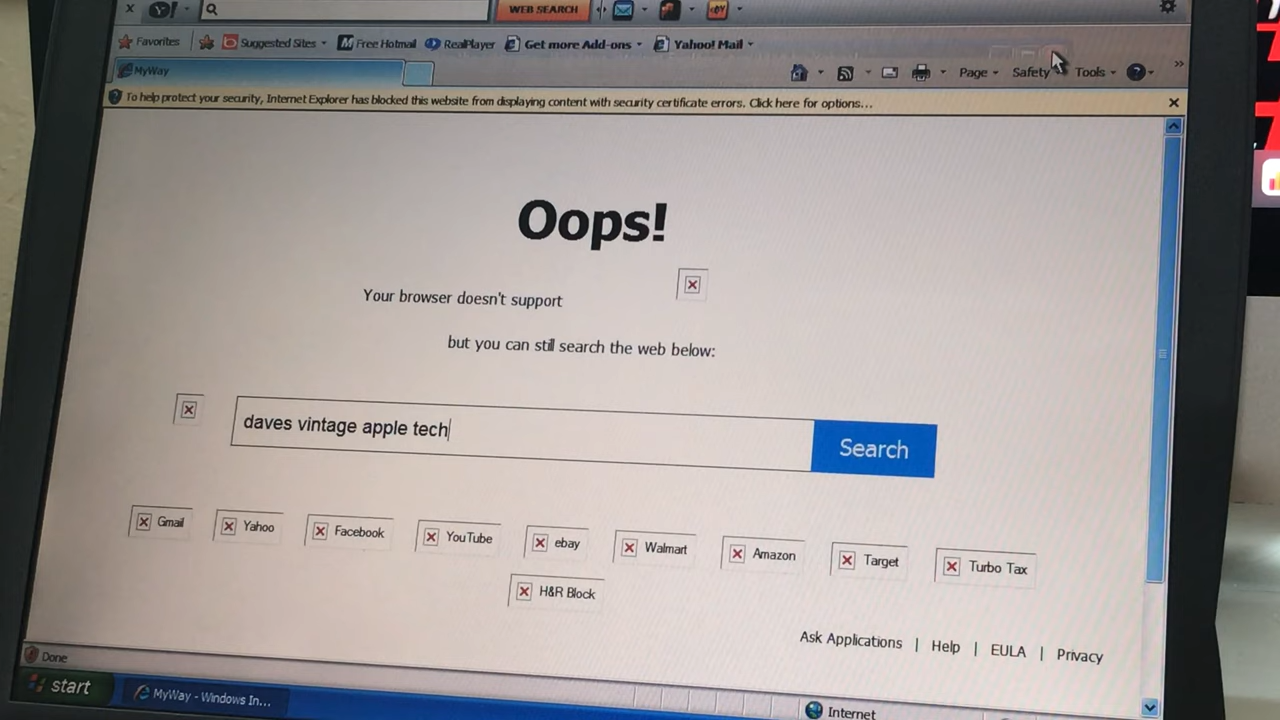 Y! WEB SEARCH
Favorites Suggested Sites Free Hotmail RealPlayer Get more Add-ons Yahoo! Mail
MyWay Page Safety Tools
To help protect your security, Internet Explorer has blocked this website from displaying content with security certificate errors. Click here for options...
Oops!
Your browser doesn't support
but you can still search the web below:
daves vintage apple tech Search
Gmail Yahoo Facebook YouTube ebay Walmart Amazon Target Turbo Tax
H&R Block
Ask Applications | Help | EULA | Privacy
Done Internet
start MyWay - Windows In...